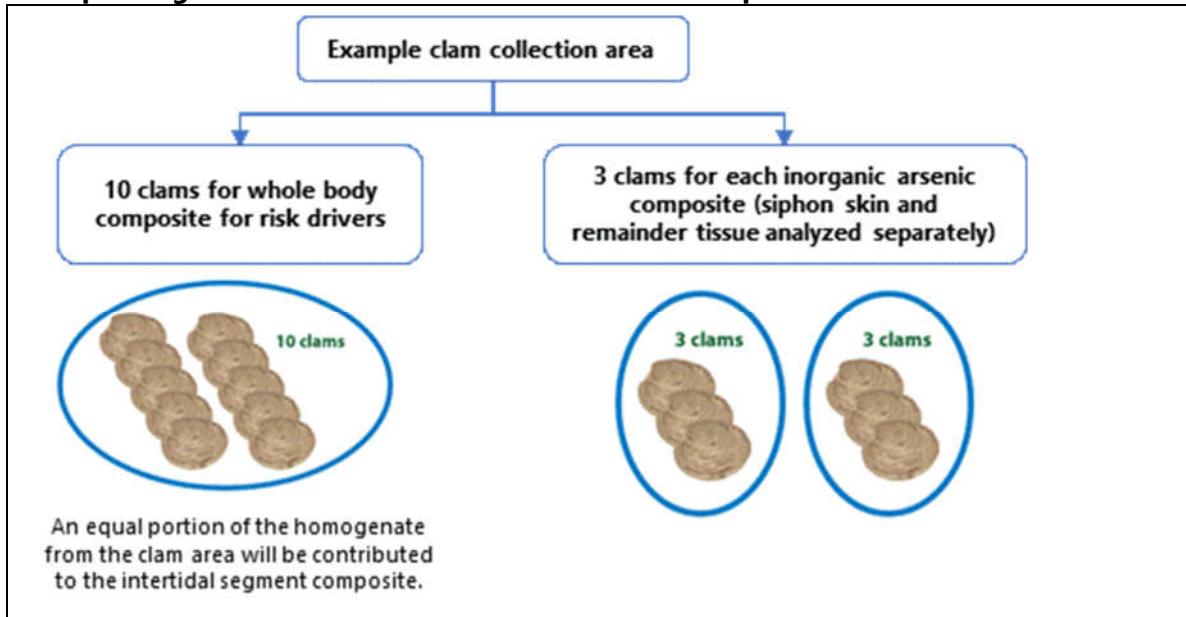 Example clam collection area
10 clams for whole body
composite for risk drivers
3 clams for each inorganic arsenic
composite (siphon skin and
remainder tissue analyzed separately)
10 clams
3 clams
3 clams
An equal portion of the homogenate
from the clam area will be contributed
to the intertidal segment composite.